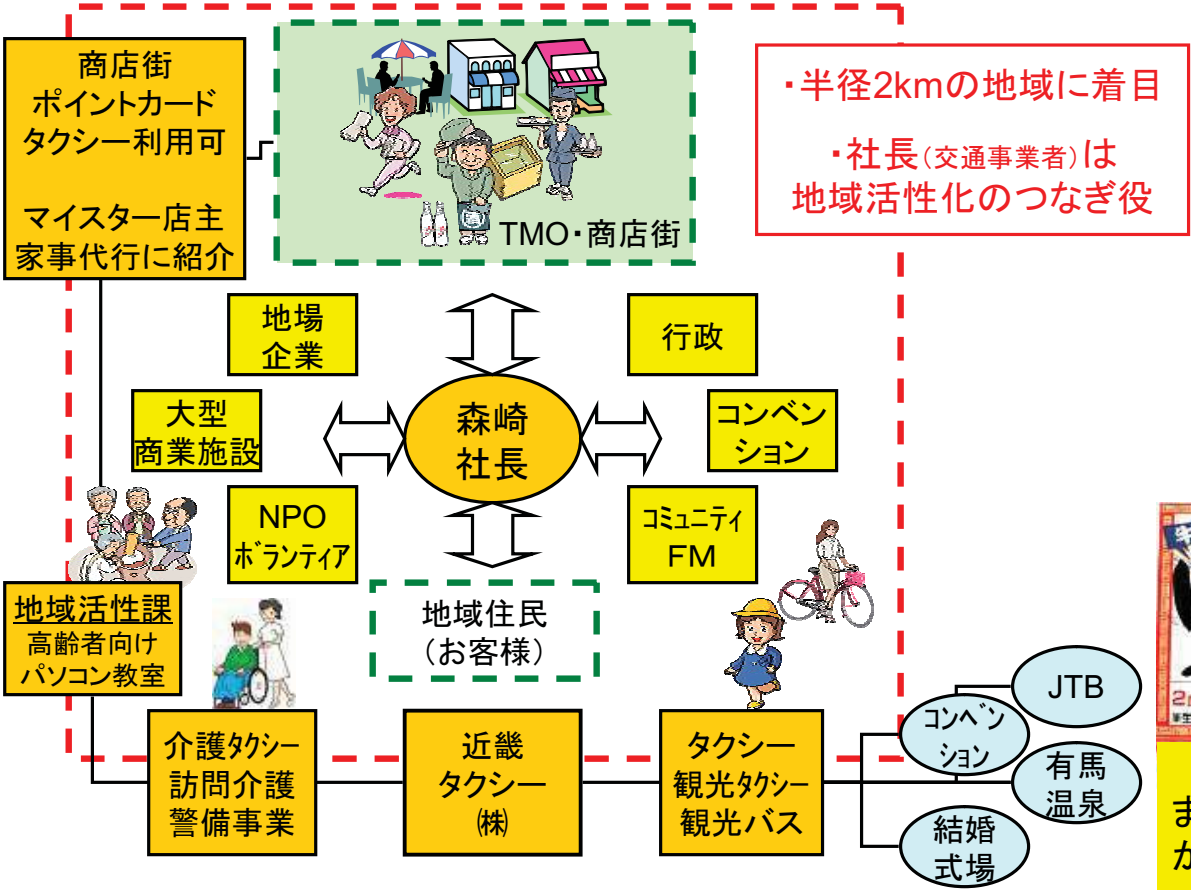 商店街
ポイントカード
タクシー利用可
マイスター店主
家事代行に紹介
TMO・商店街
・半径2kmの地域に着目
・社長(交通事業者)は
地域活性化のつなぎ役
地場
企業
行政
大型
商業施設
森崎
社長
コンベン
ション
NPO
ボランティア
コミュニティ
FM
地域住民
(お客様)
地域活性課
高齢者向け
パソコン教室
介護タクシー
訪問介護
警備事業
近畿
タクシー
㈱
タクシー
観光タクシー
観光バス
コンベン
ション
JTB
有馬
温泉
結婚
式場
ま
か